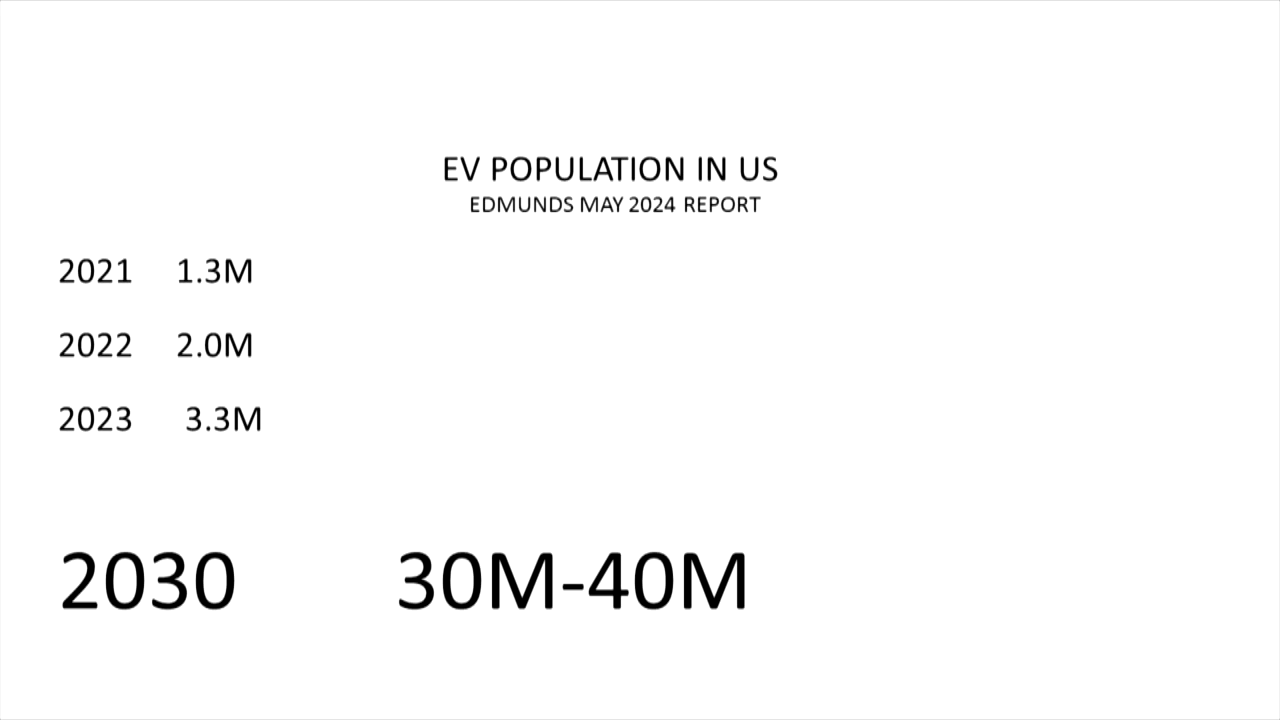 EV POPULATION IN US
EDMUNDS MAY 2024 REPORT
2021 1.3M
2022 2.0M
2023 3.3M
2030 30M-40M